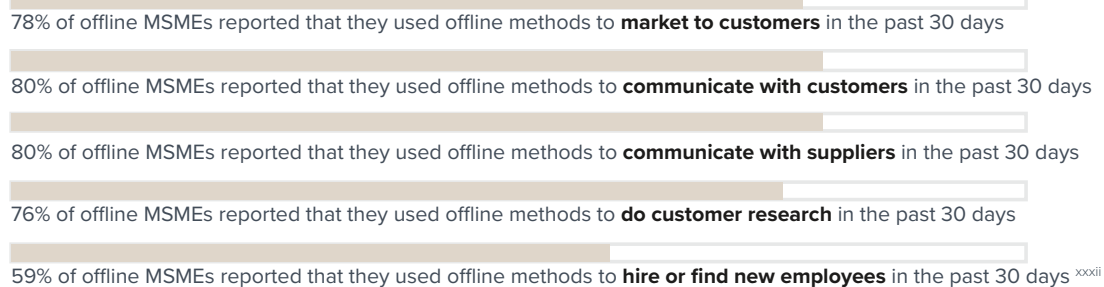 78% of offline MSMEs reported that they used offline methods to market to customers in the past 30 days
80% of offline MSMEs reported that they used offline methods to communicate with customers in the past 30 days
80% of offline MSMEs reported that they used offline methods to communicate with suppliers in the past 30 days
76% of offline MSMEs reported that they used offline methods to do customer research in the past 30 days
59% of offline MSMEs reported that they used offline methods to hire or find new employees in the past 30 days xxxii